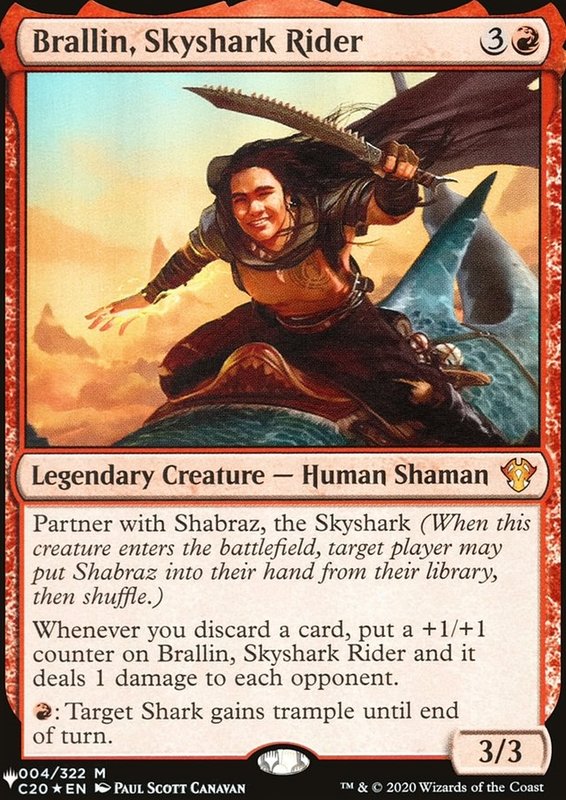 Brallin, Skyshark Rider 3
Legendary Creature — Human Shaman
Partner with Shabraz, the Skyshark (When this
creature enters the battlefield, target player may
put Shabraz into their hand from their library,
then shuffle.)
Whenever you discard a card, put a +1/+1
counter on Brallin, Skyshark Rider and it
deals 1 damage to each opponent.
: Target Shark gains trample until end
of turn.
3/3
004/322 M
C20 ★ EN Paul Scott Canavan
™ & © 2020 Wizards of the Coast